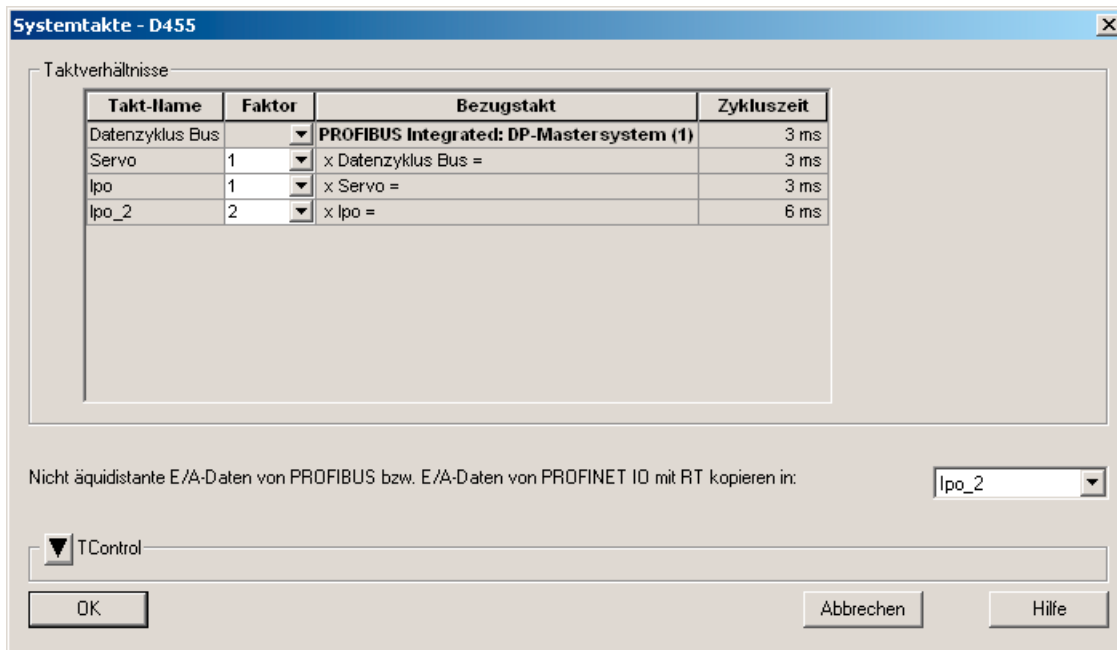 Systemtakte - D455
Taktverhältnisse
Takt-Name Faktor Bezugstakt Zykluszeit
Datenzyklus Bus PROFIBUS Integrated: DP-Mastersystem (1) 3 ms
Servo 1 x Datenzyklus Bus = 3 ms
Ipo 1 x Servo = 3 ms
Ipo_2 2 x Ipo = 6 ms
Nicht äquidistante E/A-Daten von PROFIBUS bzw. E/A-Daten von PROFINET IO mit RT kopieren in: Ipo_2
TControl
OK Abbrechen Hilfe